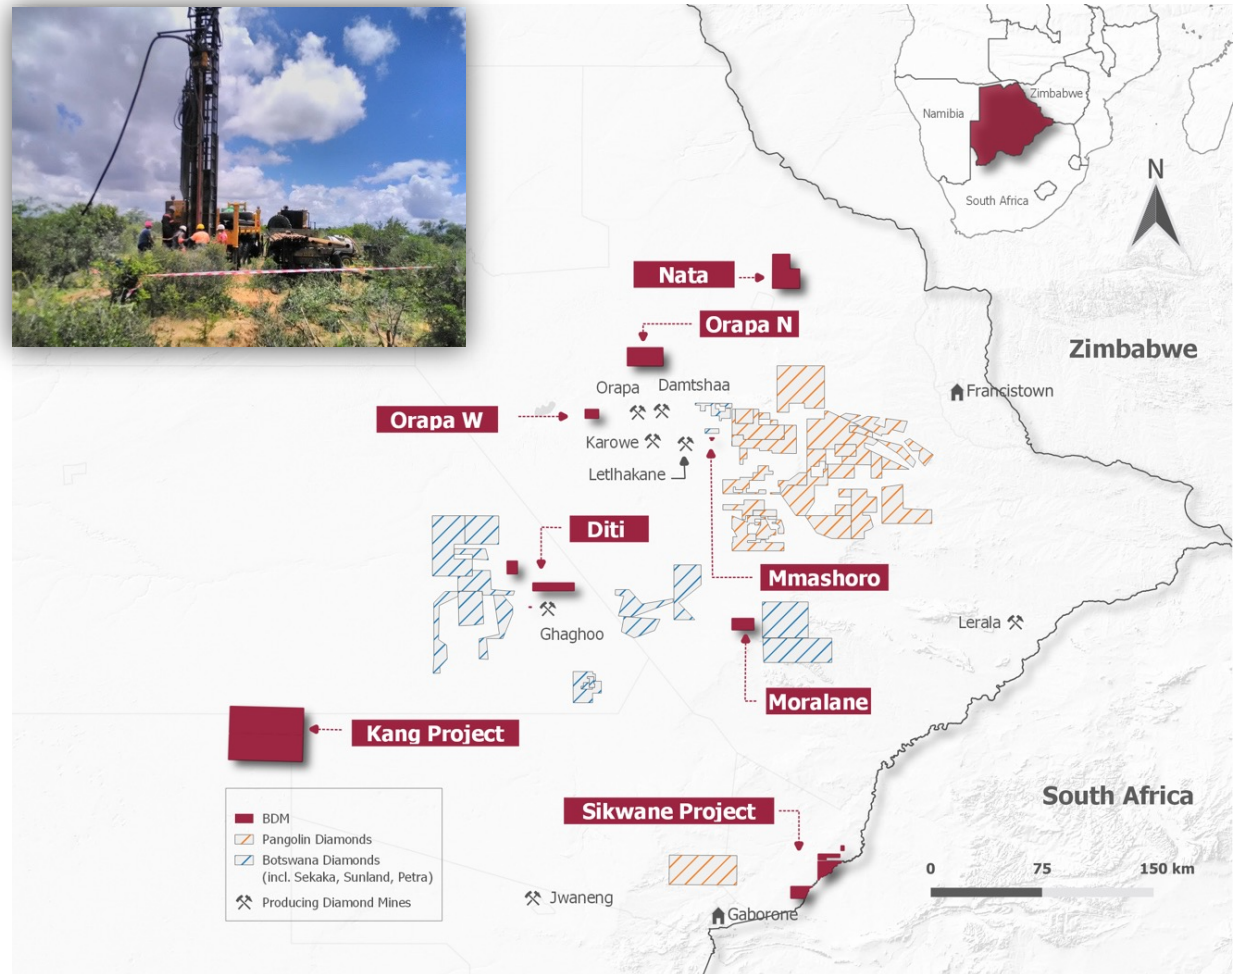 Zimbabwe
Namibia
South Africa
N
Nata
Orapa N
Zimbabwe
Orapa
Damtshaa
Francistown
Orapa W
Karowe
Letlhakane
Diti
Mmashoro
Ghaghoo
Lerala
Moralane
Kang Project
South Africa
Sikwane Project
BDM
Pangolin Diamonds
Botswana Diamonds
(incl. Sekaka, Sunland, Petra)
Producing Diamond Mines
0 75 150 km
Jwaneng
Gaborone